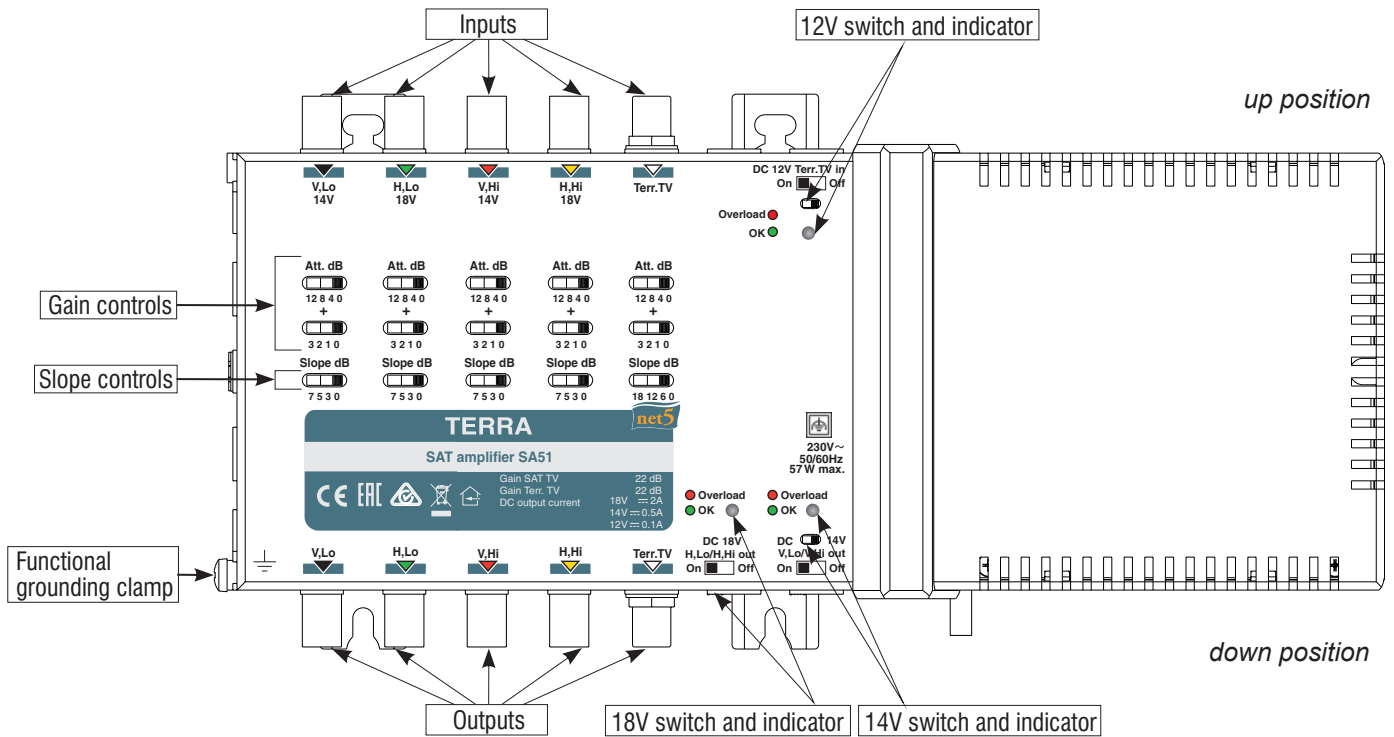 Inputs
12V switch and indicator
up position
V,Lo H,Lo V,Hi H,Hi Terr.TV
14V 18V 14V 18V
DC 12V Terr.TV in
On Off
Overload
OK
Att. dB Att. dB Att. dB Att. dB Att. dB
12 8 4 0 12 8 4 0 12 8 4 0 12 8 4 0 12 8 4 0
+ + + + +
3 2 1 0 3 2 1 0 3 2 1 0 3 2 1 0 3 2 1 0
Gain controls
Slope dB Slope dB Slope dB Slope dB Slope dB
7 5 3 0 7 5 3 0 7 5 3 0 7 5 3 0 18 12 6 0
Slope controls
TERRA
net5
SAT amplifier SA51
CE EAC
Gain SAT TV 22 dB
Gain Terr. TV 22 dB
DC output current 18V ⎓ 2A
14V ⎓ 0.5A
12V ⎓ 0.1A
230V~
50/60Hz
57W max.
Overload Overload
OK OK
DC 18V DC 14V
H,Lo/H,Hi out V,Lo/V,Hi out
On Off On Off
V,Lo H,Lo V,Hi H,Hi Terr.TV
Functional
grounding clamp
down position
Outputs
18V switch and indicator
14V switch and indicator